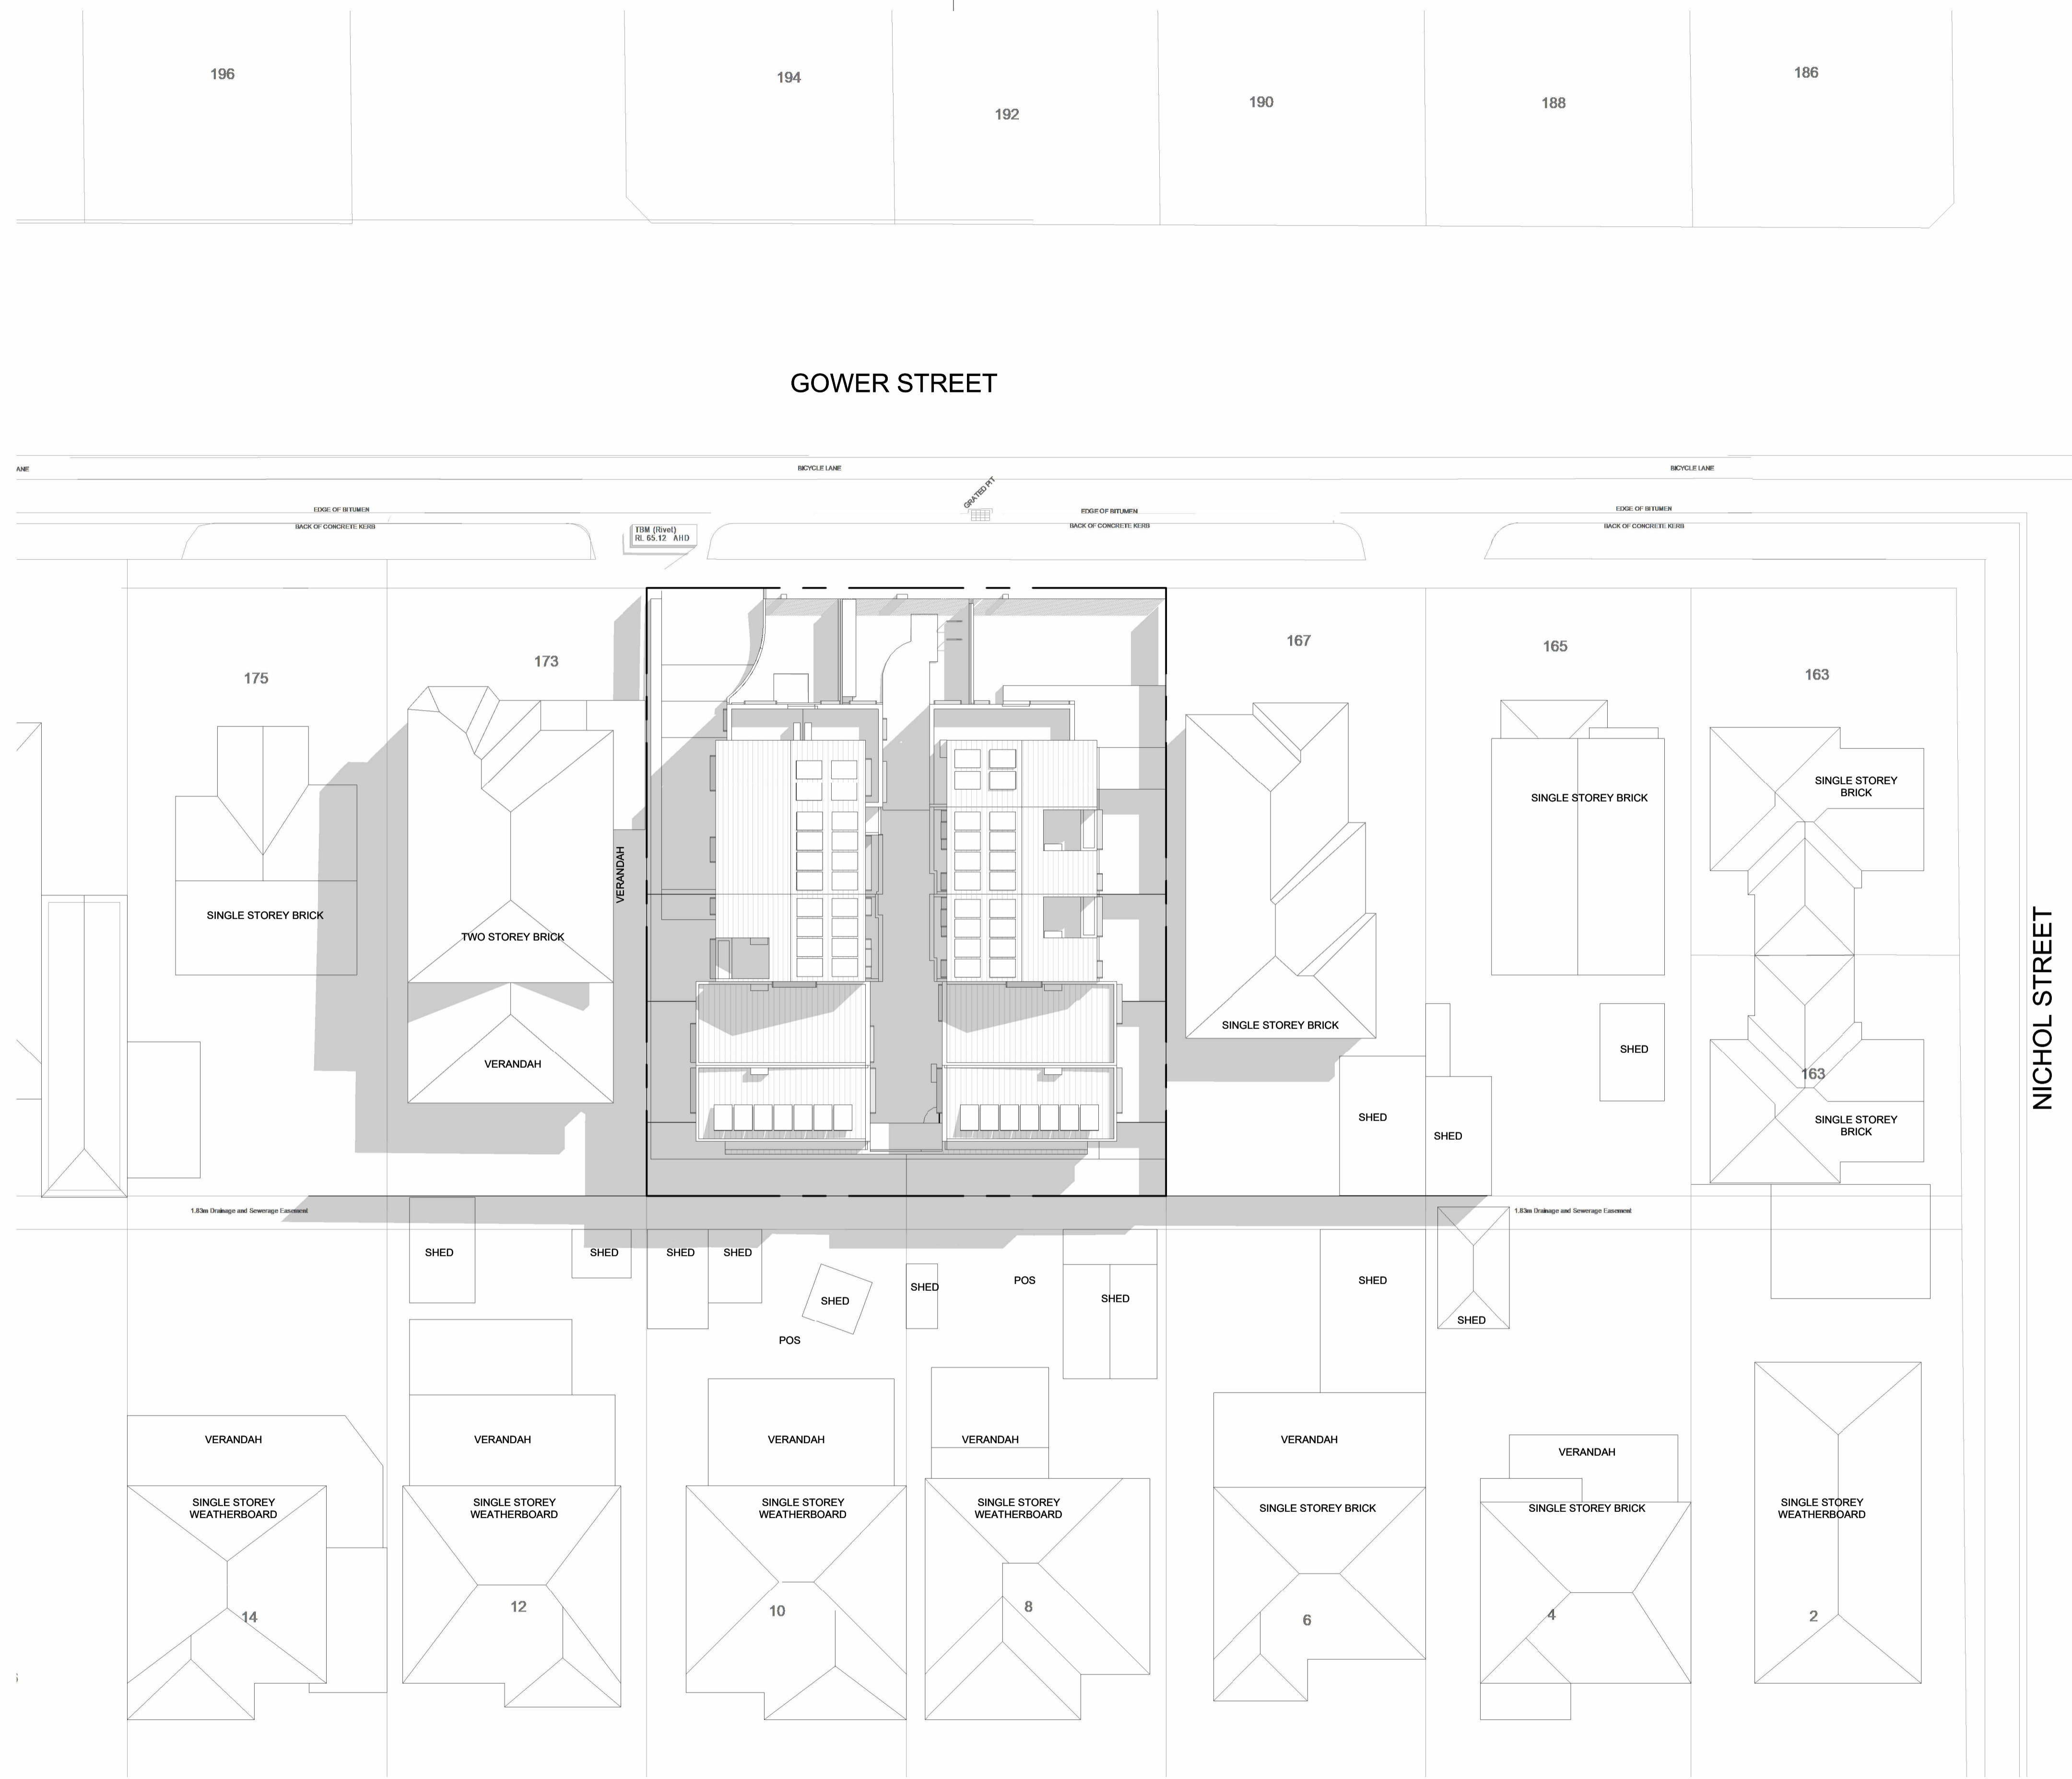 196
194
192
190
188
186
GOWER STREET
ANE
BICYCLE LANE
BICYCLE LANE
GRATED PIT
EDGE OF BITUMEN
EDGE OF BITUMEN
EDGE OF BITUMEN
BACK OF CONCRETE KERB
BACK OF CONCRETE KERB
BACK OF CONCRETE KERB
TBM (Rivet)
RL 65.12 AHD
175
173
167
165
163
SINGLE STOREY
BRICK
SINGLE STOREY BRICK
VERANDAH
SINGLE STOREY BRICK
TWO STOREY BRICK
SINGLE STOREY BRICK
NICHOL STREET
SHED
VERANDAH
163
SHED
SHED
SINGLE STOREY
BRICK
1.83m Drainage and Sewerage Easement
1.83m Drainage and Sewerage Easement
SHED
SHED
SHED
SHED
SHED
SHED
POS
SHED
SHED
SHED
POS
VERANDAH
VERANDAH
VERANDAH
VERANDAH
VERANDAH
VERANDAH
SINGLE STOREY
WEATHERBOARD
SINGLE STOREY
WEATHERBOARD
SINGLE STOREY
WEATHERBOARD
SINGLE STOREY
WEATHERBOARD
SINGLE STOREY BRICK
SINGLE STOREY BRICK
SINGLE STOREY
WEATHERBOARD
14
12
10
8
6
4
2